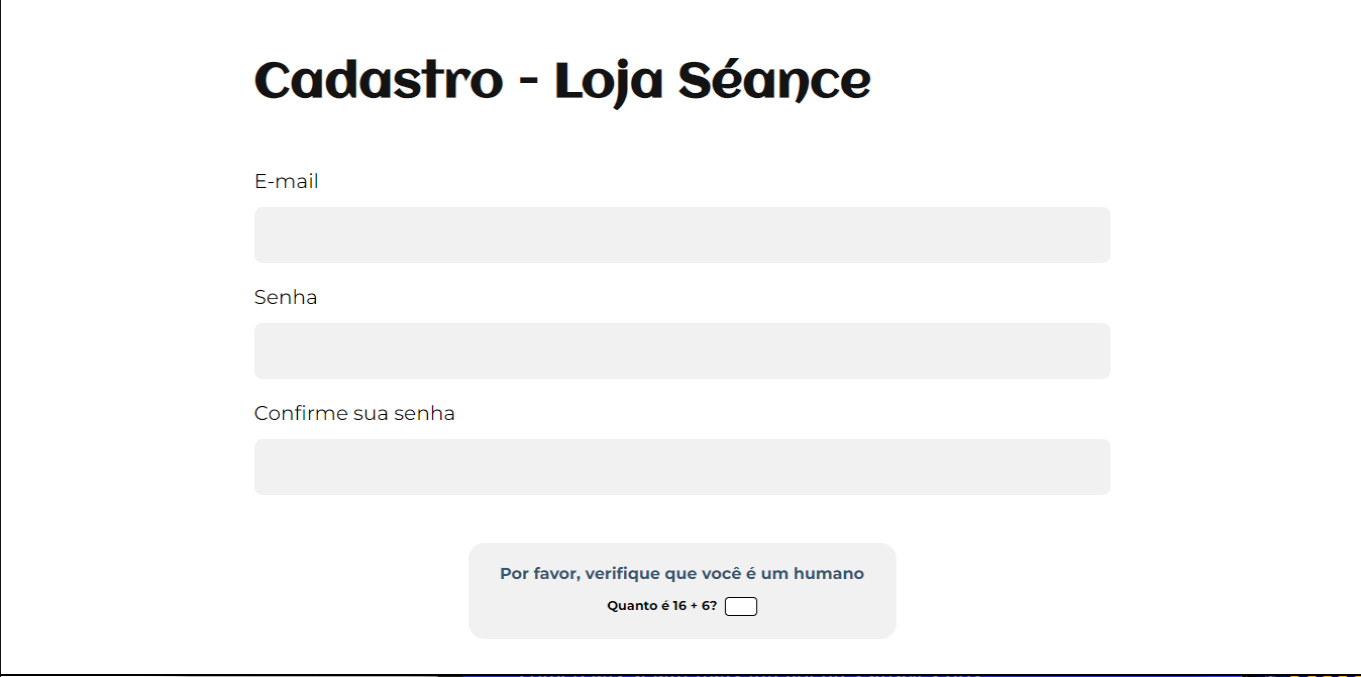 Cadastro - Loja Séance
E-mail
Senha
Confirme sua senha
Por favor, verifique que você é um humano
Quanto é 16 + 6?